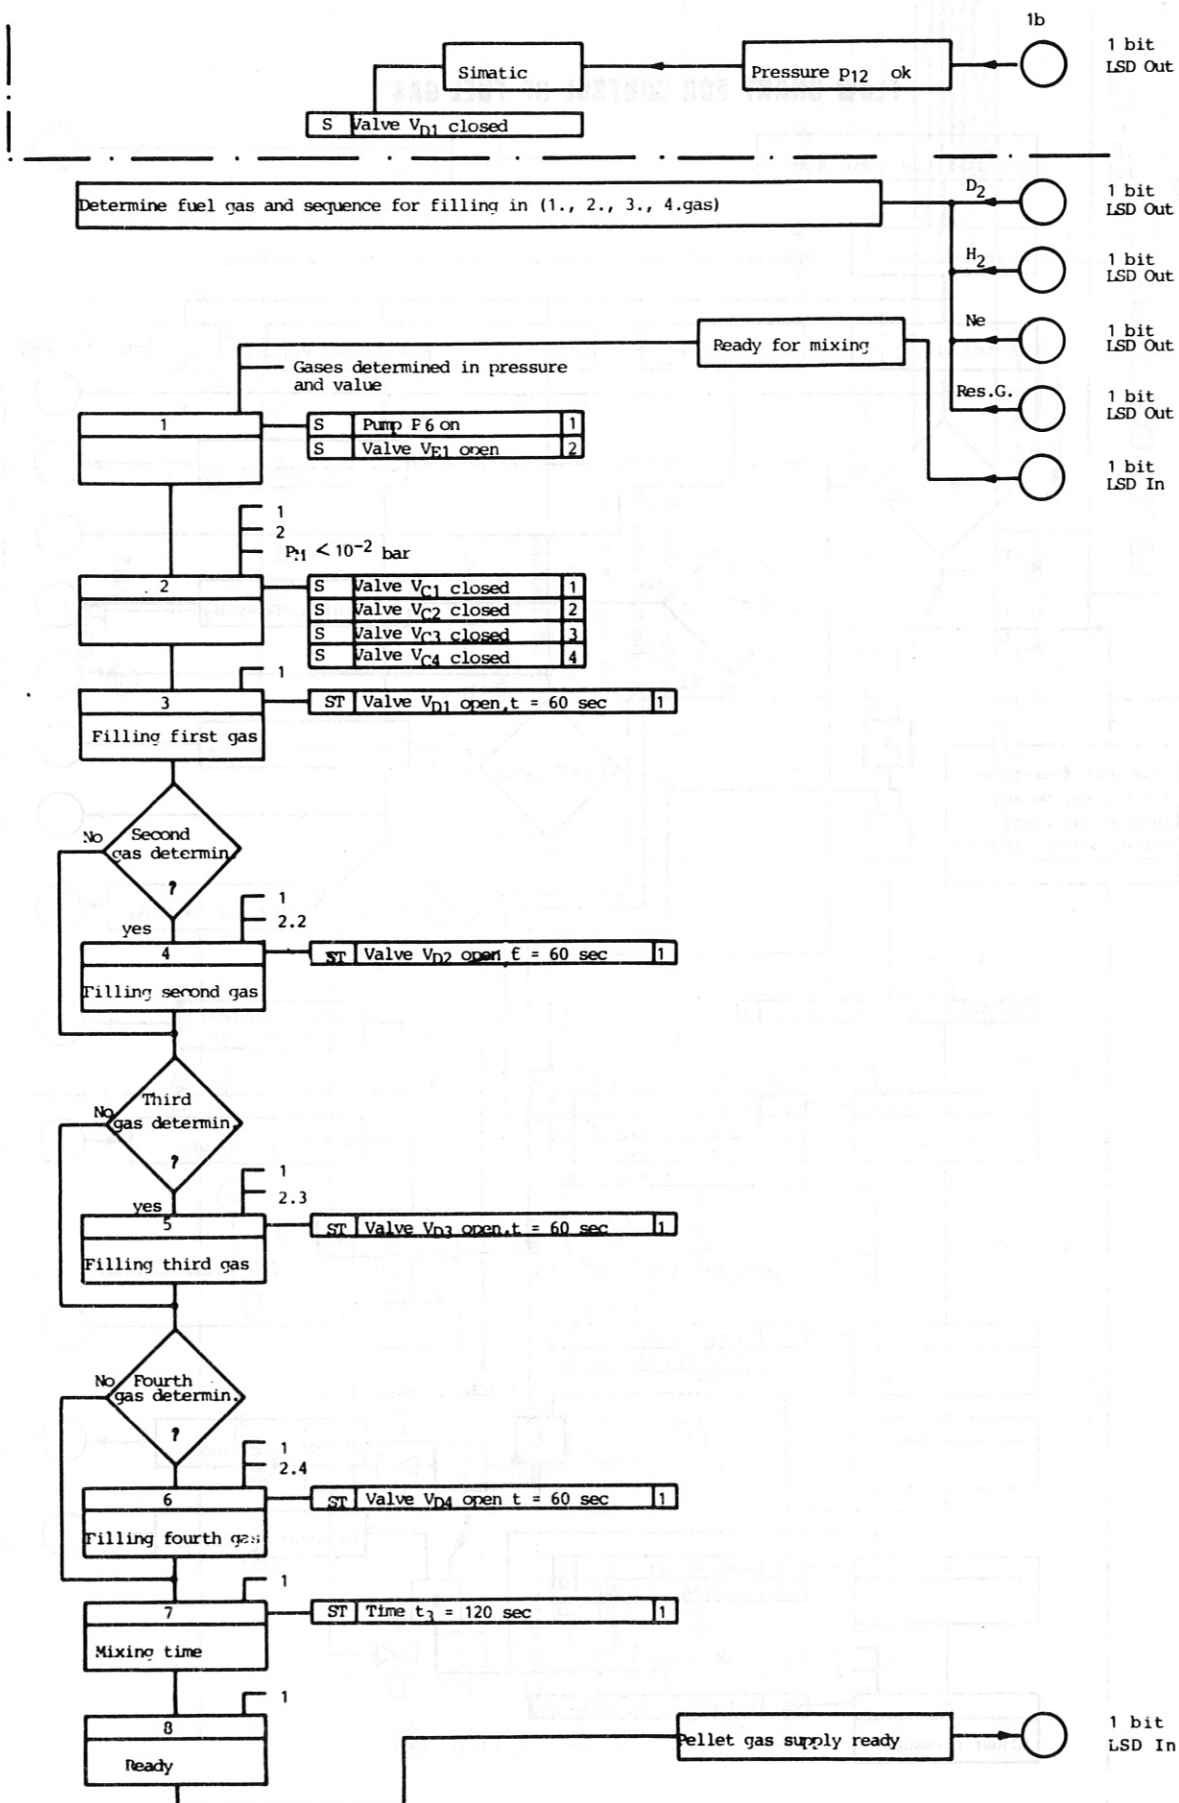 1b
1 bit
LSD Out
Simatic
Pressure p12 ok
S Valve VD1 closed
Determine fuel gas and sequence for filling in (1., 2., 3., 4.gas)
D2
1 bit
LSD Out
H2
1 bit
LSD Out
Ne
1 bit
LSD Out
Ready for mixing
Gases determined in pressure
and value
Res.G.
1 bit
LSD Out
1
S Pump P6 on 1
S Valve VE1 open 2
1 bit
LSD In
1
2
< 10-2 bar
2
S Valve VC1 closed 1
S Valve VC2 closed 2
S Valve VC3 closed 3
S Valve VC4 closed 4
1
3
ST Valve VD1 open,t = 60 sec 1
Filling first gas
No
Second
gas determin.
?
yes
1
2.2
4
ST Valve VD2 open t = 60 sec 1
Filling second gas
No
Third
gas determin.
?
yes
1
2.3
5
ST Valve VD3 open,t = 60 sec 1
Filling third gas
No
Fourth
gas determin.
?
1
2.4
6
ST Valve VD4 open t = 60 sec 1
Filling fourth gas
1
7
ST Time t3 = 120 sec 1
Mixing time
1
8
Ready
Pellet gas supply ready
1 bit
LSD In